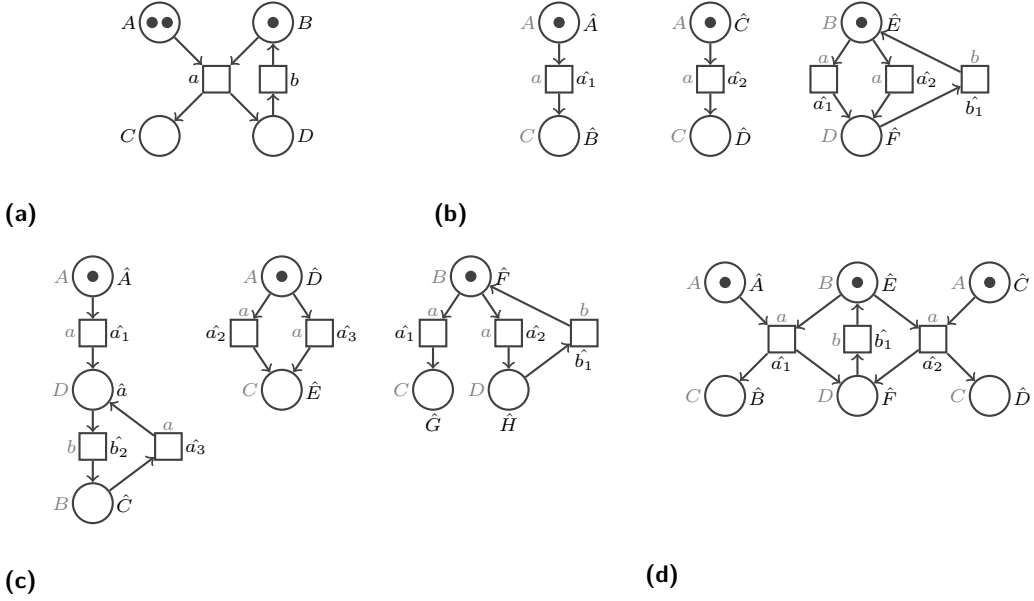 A B
a b
C D
(a)
A Â A Ĉ B Ê
a â₁ a â₂ a a b
â₁ â₂ b̂₁
C B̂ C D̂ D F̂
(b)
A Â A D̂ B F̂
a â₁ â₂ a a â₃ â₁ a a â₂ b
b̂₁
D â C Ê C D
Ĝ Ĥ
b b̂₂ a â₃
B Ĉ
(c)
A Â B Ê A Ĉ
a b b̂₁ a
â₁ â₂
C B̂ D F̂ C D̂
(d)